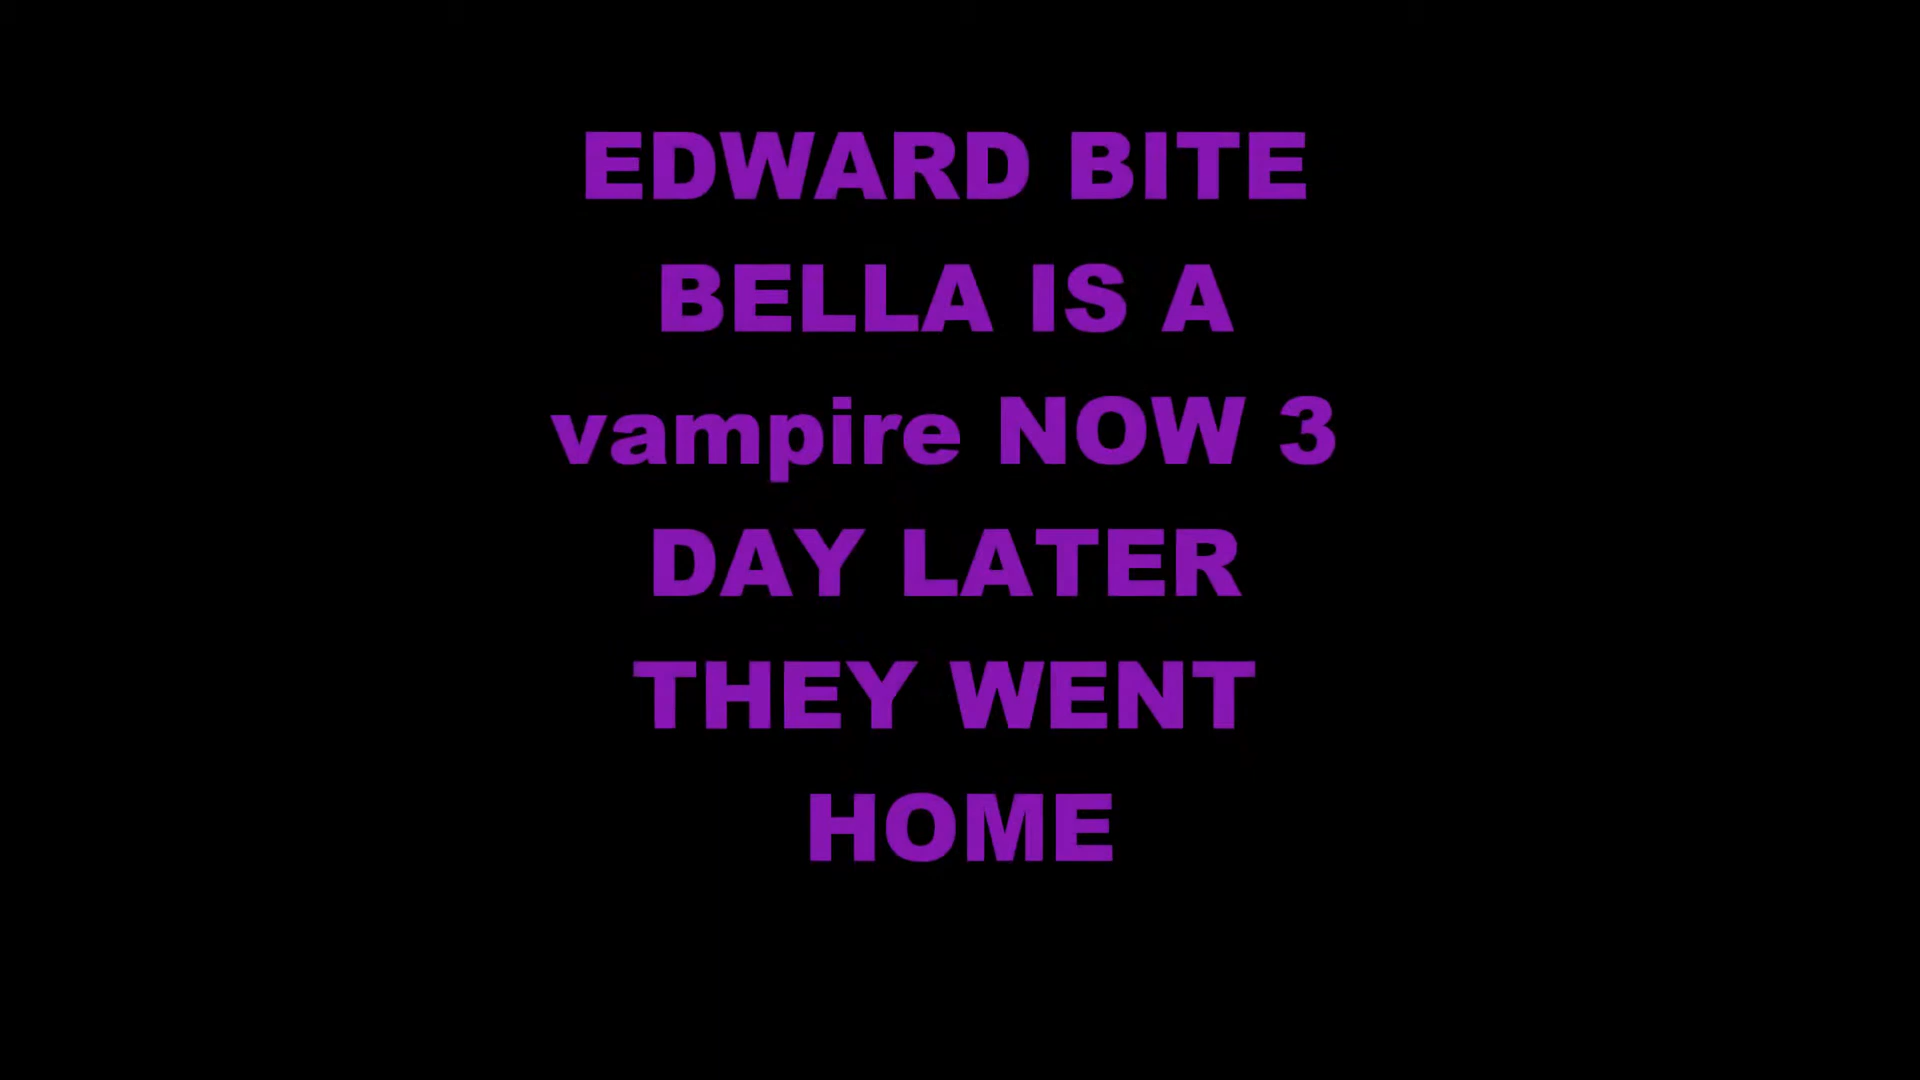 EDWARD BITE
BELLA IS A
vampire NOW 3
DAY LATER
THEY WENT
HOME